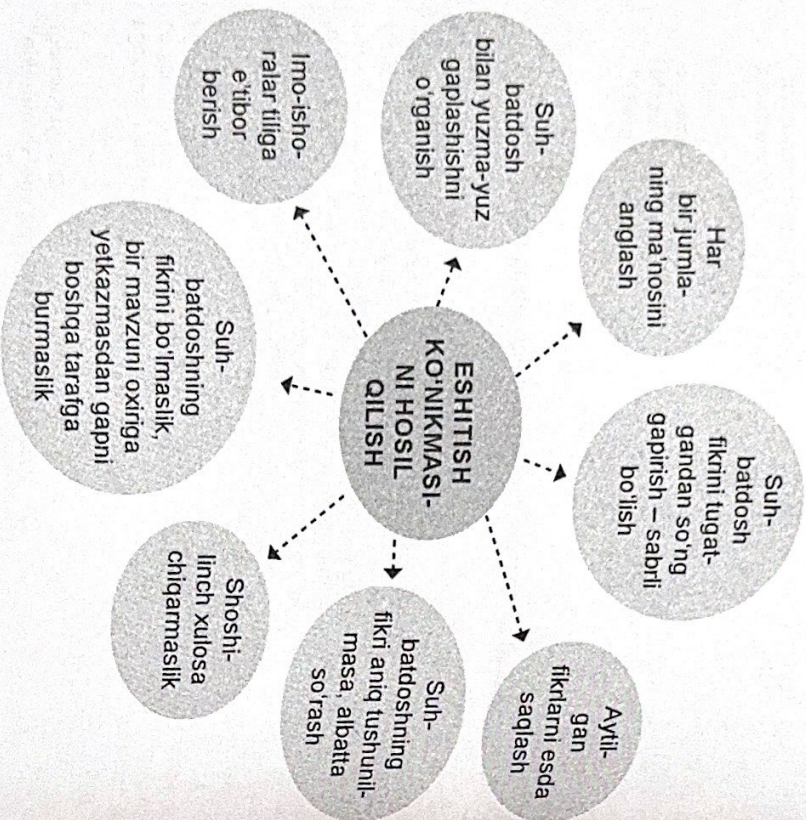 ESHITISH
KO'NIKMASI-
NI HOSIL
QILISH
Imo-isho-
ralar tiliga
e'tibor
berish
Suh-
batdosh
bilan yuzma-yuz
gaplashishni
o'rganish
Har
bir jumla-
ning ma'nosini
anglash
Suh-
batdosh
fikrini tugat-
gandan so'ng
gapirish – sabrli
bo'lish
Aytil-
gan
fikrlarni esda
saqlash
Suh-
batdoshning
fikri aniq tushunil-
masa, albatta
so'rash
Shoshi-
linch xulosa
chiqarmaslik
Suh-
batdoshning
fikrini bo'lmaslik,
bir mavzuni oxiriga
yetkazmasdan gapni
boshqa tarafga
burmaslik